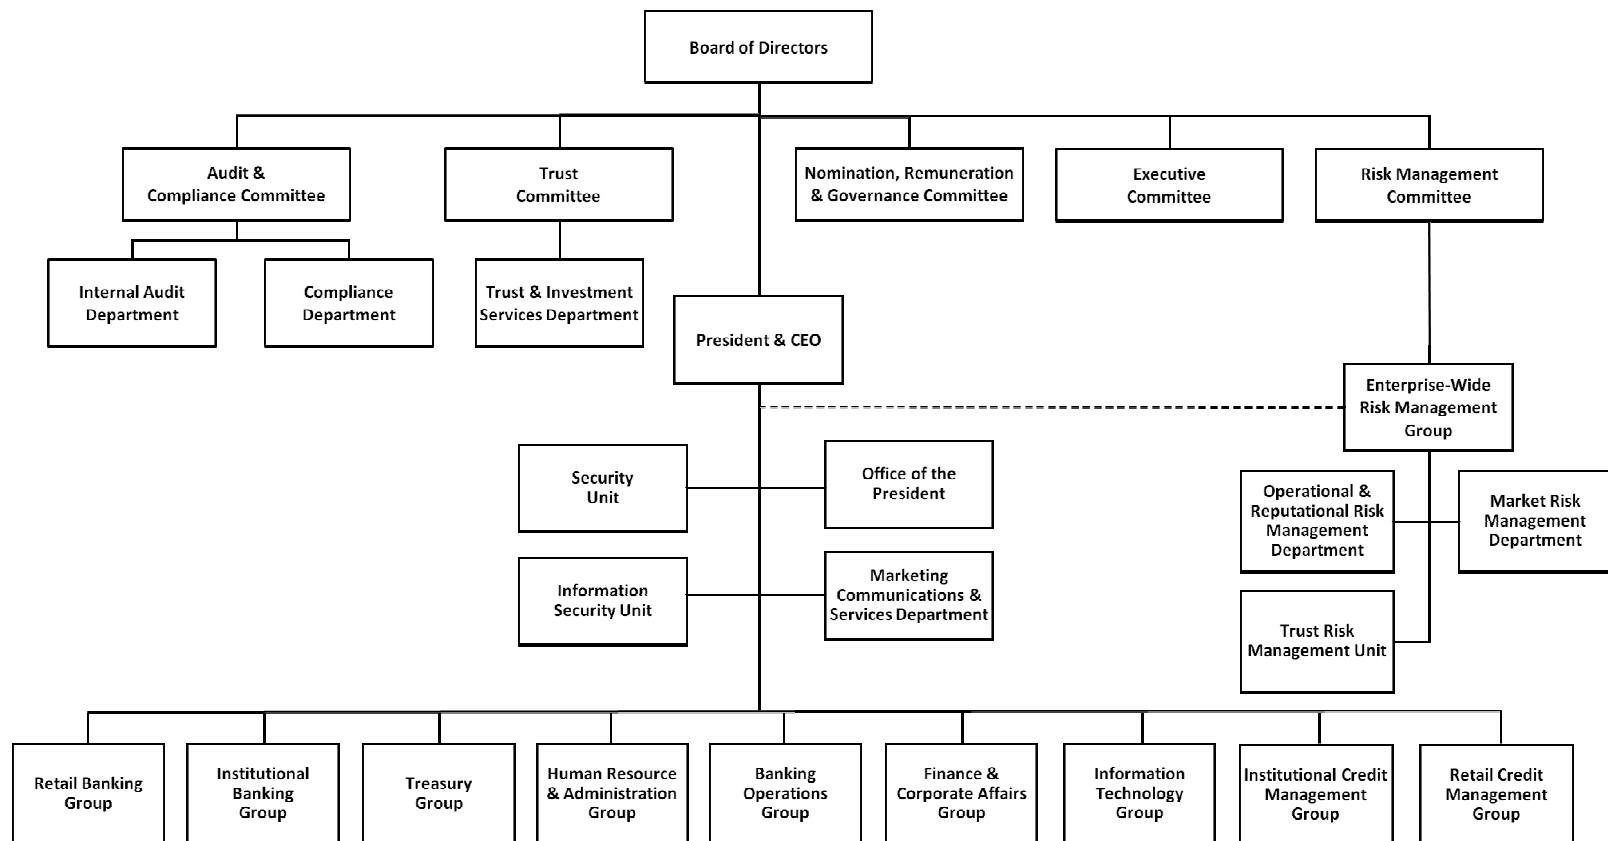 Board of Directors
Audit &
Compliance Committee
Trust
Committee
Nomination, Remuneration
& Governance Committee
Executive
Committee
Risk Management
Committee
Internal Audit
Department
Compliance
Department
Trust & Investment
Services Department
President & CEO
Enterprise-Wide
Risk Management
Group
Security
Unit
Office of the
President
Operational &
Reputational Risk
Management
Department
Market Risk
Management
Department
Information
Security Unit
Marketing
Communications &
Services Department
Trust Risk
Management Unit
Retail Banking
Group
Institutional
Banking
Group
Treasury
Group
Human Resource
& Administration
Group
Banking
Operations
Group
Finance &
Corporate Affairs
Group
Information
Technology
Group
Institutional Credit
Management
Group
Retail Credit
Management
Group